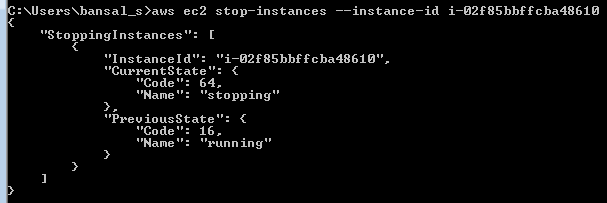 C:\Users\bansal_s>aws ec2 stop-instances --instance-id i-02f85bbffcba48610
{
    "StoppingInstances": [
        {
            "InstanceId": "i-02f85bbffcba48610",
            "CurrentState": {
                "Code": 64,
                "Name": "stopping"
            },
            "PreviousState": {
                "Code": 16,
                "Name": "running"
            }
        }
    ]
}